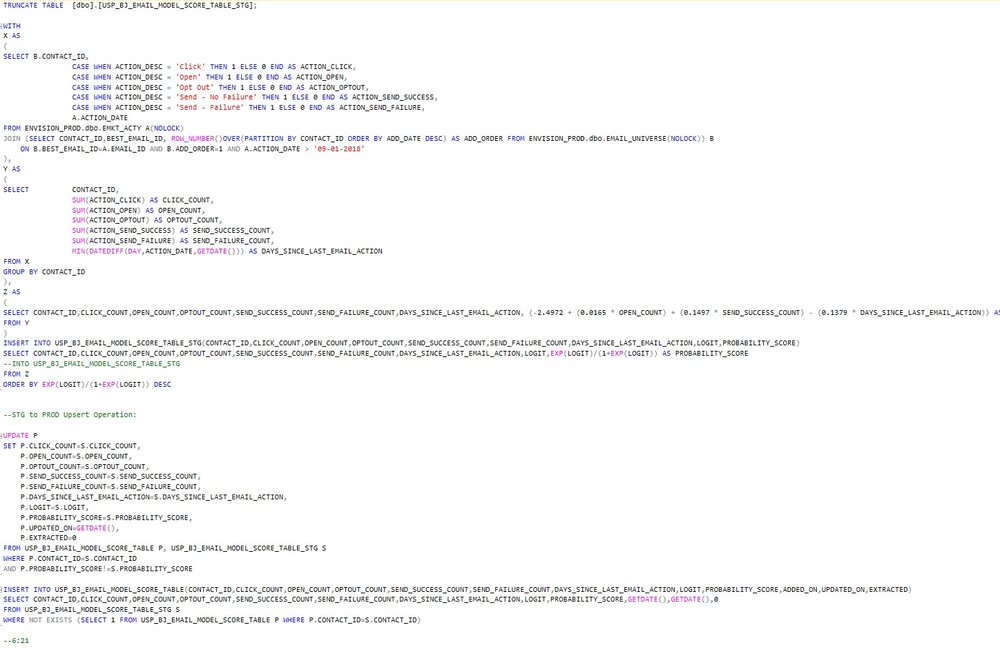 TRUNCATE TABLE [dbo].[USP_BJ_EMAIL_MODEL_SCORE_TABLE_STG];
WITH
X AS
(
SELECT B.CONTACT_ID,
CASE WHEN ACTION_DESC = 'Click' THEN 1 ELSE 0 END AS ACTION_CLICK,
CASE WHEN ACTION_DESC = 'Open' THEN 1 ELSE 0 END AS ACTION_OPEN,
CASE WHEN ACTION_DESC = 'Opt Out' THEN 1 ELSE 0 END AS ACTION_OPTOUT,
CASE WHEN ACTION_DESC = 'Send - No Failure' THEN 1 ELSE 0 END AS ACTION_SEND_SUCCESS,
CASE WHEN ACTION_DESC = 'Send - Failure' THEN 1 ELSE 0 END AS ACTION_SEND_FAILURE,
A.ACTION_DATE
FROM ENVISION_PROD.dbo.EMKT_ACTY A(NOLOCK)
JOIN (SELECT CONTACT_ID,BEST_EMAIL_ID, ROW_NUMBER()OVER(PARTITION BY CONTACT_ID ORDER BY ADD_DATE DESC) AS ADD_ORDER FROM ENVISION_PROD.dbo.EMAIL_UNIVERSE(NOLOCK)) B
ON B.BEST_EMAIL_ID=A.EMAIL_ID AND B.ADD_ORDER=1 AND A.ACTION_DATE > '09-01-2018'
),
Y AS
(
SELECT CONTACT_ID,
SUM(ACTION_CLICK) AS CLICK_COUNT,
SUM(ACTION_OPEN) AS OPEN_COUNT,
SUM(ACTION_OPTOUT) AS OPTOUT_COUNT,
SUM(ACTION_SEND_SUCCESS) AS SEND_SUCCESS_COUNT,
SUM(ACTION_SEND_FAILURE) AS SEND_FAILURE_COUNT,
MIN(DATEDIFF(DAY,ACTION_DATE,GETDATE())) AS DAYS_SINCE_LAST_EMAIL_ACTION
FROM X
GROUP BY CONTACT_ID
),
Z AS
(
SELECT CONTACT_ID,CLICK_COUNT,OPEN_COUNT,OPTOUT_COUNT,SEND_SUCCESS_COUNT,SEND_FAILURE_COUNT,DAYS_SINCE_LAST_EMAIL_ACTION, (-2.4972 + (0.0165 * OPEN_COUNT) + (0.1497 * SEND_SUCCESS_COUNT) - (0.1379 * DAYS_SINCE_LAST_EMAIL_ACTION)) AS
FROM Y
)
INSERT INTO USP_BJ_EMAIL_MODEL_SCORE_TABLE_STG(CONTACT_ID,CLICK_COUNT,OPEN_COUNT,OPTOUT_COUNT,SEND_SUCCESS_COUNT,SEND_FAILURE_COUNT,DAYS_SINCE_LAST_EMAIL_ACTION,LOGIT,PROBABILITY_SCORE)
SELECT CONTACT_ID,CLICK_COUNT,OPEN_COUNT,OPTOUT_COUNT,SEND_SUCCESS_COUNT,SEND_FAILURE_COUNT,DAYS_SINCE_LAST_EMAIL_ACTION,LOGIT,EXP(LOGIT)/(1+EXP(LOGIT)) AS PROBABILITY_SCORE
--INTO USP_BJ_EMAIL_MODEL_SCORE_TABLE_STG
FROM Z
ORDER BY EXP(LOGIT)/(1+EXP(LOGIT)) DESC
--STG to PROD Upsert Operation:
UPDATE P
SET P.CLICK_COUNT=S.CLICK_COUNT,
P.OPEN_COUNT=S.OPEN_COUNT,
P.OPTOUT_COUNT=S.OPTOUT_COUNT,
P.SEND_SUCCESS_COUNT=S.SEND_SUCCESS_COUNT,
P.SEND_FAILURE_COUNT=S.SEND_FAILURE_COUNT,
P.DAYS_SINCE_LAST_EMAIL_ACTION=S.DAYS_SINCE_LAST_EMAIL_ACTION,
P.LOGIT=S.LOGIT,
P.PROBABILITY_SCORE=S.PROBABILITY_SCORE,
P.UPDATED_ON=GETDATE(),
P.EXTRACTED=0
FROM USP_BJ_EMAIL_MODEL_SCORE_TABLE P, USP_BJ_EMAIL_MODEL_SCORE_TABLE_STG S
WHERE P.CONTACT_ID=S.CONTACT_ID
AND P.PROBABILITY_SCORE!=S.PROBABILITY_SCORE
INSERT INTO USP_BJ_EMAIL_MODEL_SCORE_TABLE(CONTACT_ID,CLICK_COUNT,OPEN_COUNT,OPTOUT_COUNT,SEND_SUCCESS_COUNT,SEND_FAILURE_COUNT,DAYS_SINCE_LAST_EMAIL_ACTION,LOGIT,PROBABILITY_SCORE,ADDED_ON,UPDATED_ON,EXTRACTED)
SELECT CONTACT_ID,CLICK_COUNT,OPEN_COUNT,OPTOUT_COUNT,SEND_SUCCESS_COUNT,SEND_FAILURE_COUNT,DAYS_SINCE_LAST_EMAIL_ACTION,LOGIT,PROBABILITY_SCORE,GETDATE(),GETDATE(),0
FROM USP_BJ_EMAIL_MODEL_SCORE_TABLE_STG S
WHERE NOT EXISTS (SELECT 1 FROM USP_BJ_EMAIL_MODEL_SCORE_TABLE P WHERE P.CONTACT_ID=S.CONTACT_ID)
--6:21